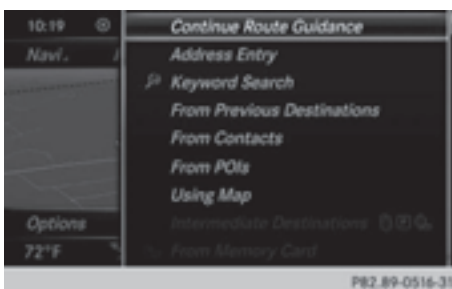 10:19
Continue Route Guidance
Navi.
Address Entry
Keyword Search
From Previous Destinations
From Contacts
From POIs
Using Map
Options
Intermediate Destinations
72°F
From Memory Card
P82.89-0516-31